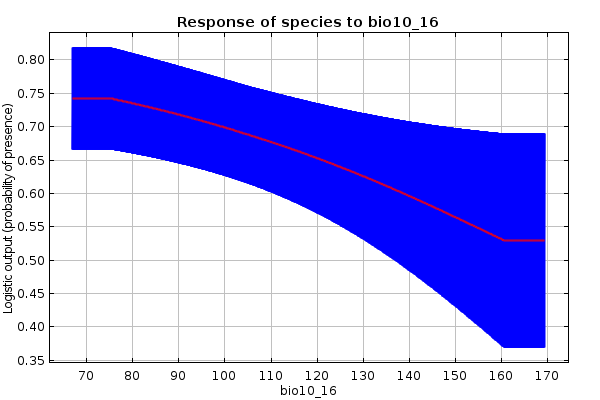 Response of species to bio10_16
Logistic output (probability of presence)
0.80
0.75
0.70
0.65
0.60
0.55
0.50
0.45
0.40
0.35
70 80 90 100 110 120 130 140 150 160 170
bio10_16